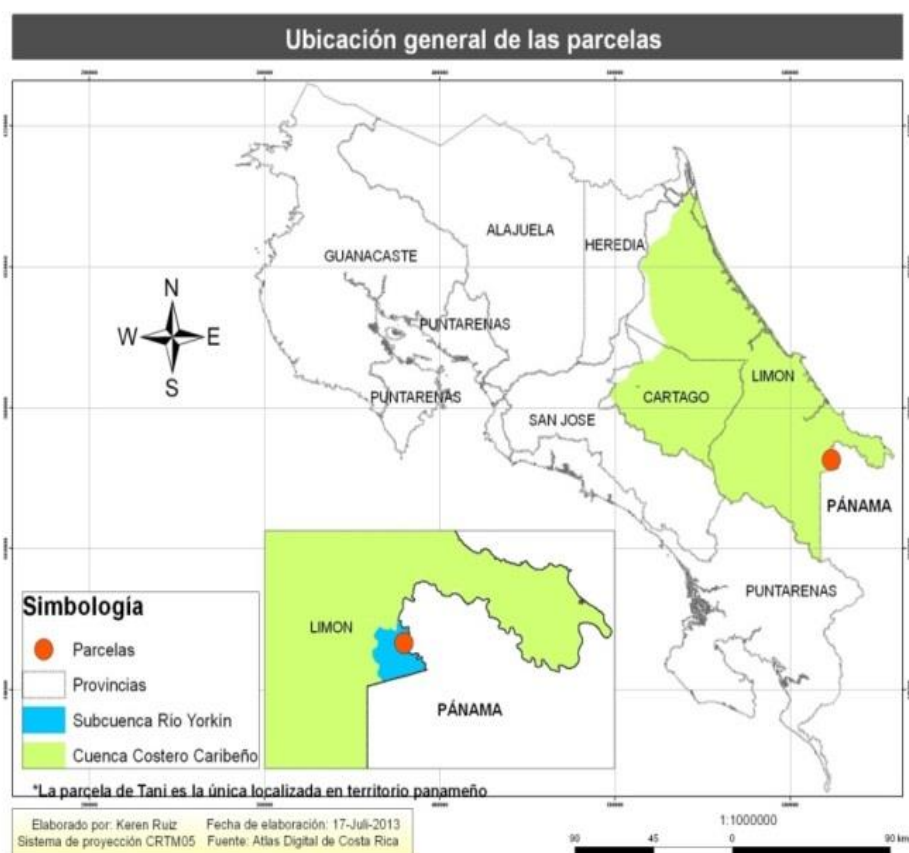 Ubicación general de las parcelas
ALAJUELA
HEREDIA
GUANACASTE
PUNTARENAS
PUNTARENAS
LIMON
CARTAGO
SAN JOSE
PÁNAMA
PUNTARENAS
N
W
E
S
LIMON
PÁNAMA
Simbología
Parcelas
Provincias
Subcuenca Río Yorkin
Cuenca Costero Caribeño
*La parcela de Tani es la única localizada en territorio panameño
Elaborado por: Keren Ruiz Fecha de elaboración: 17-Juli-2013
Sistema de proyección CRTM05 Fuente: Atlas Digital de Costa Rica
1:1000000
90 45 0 90 km